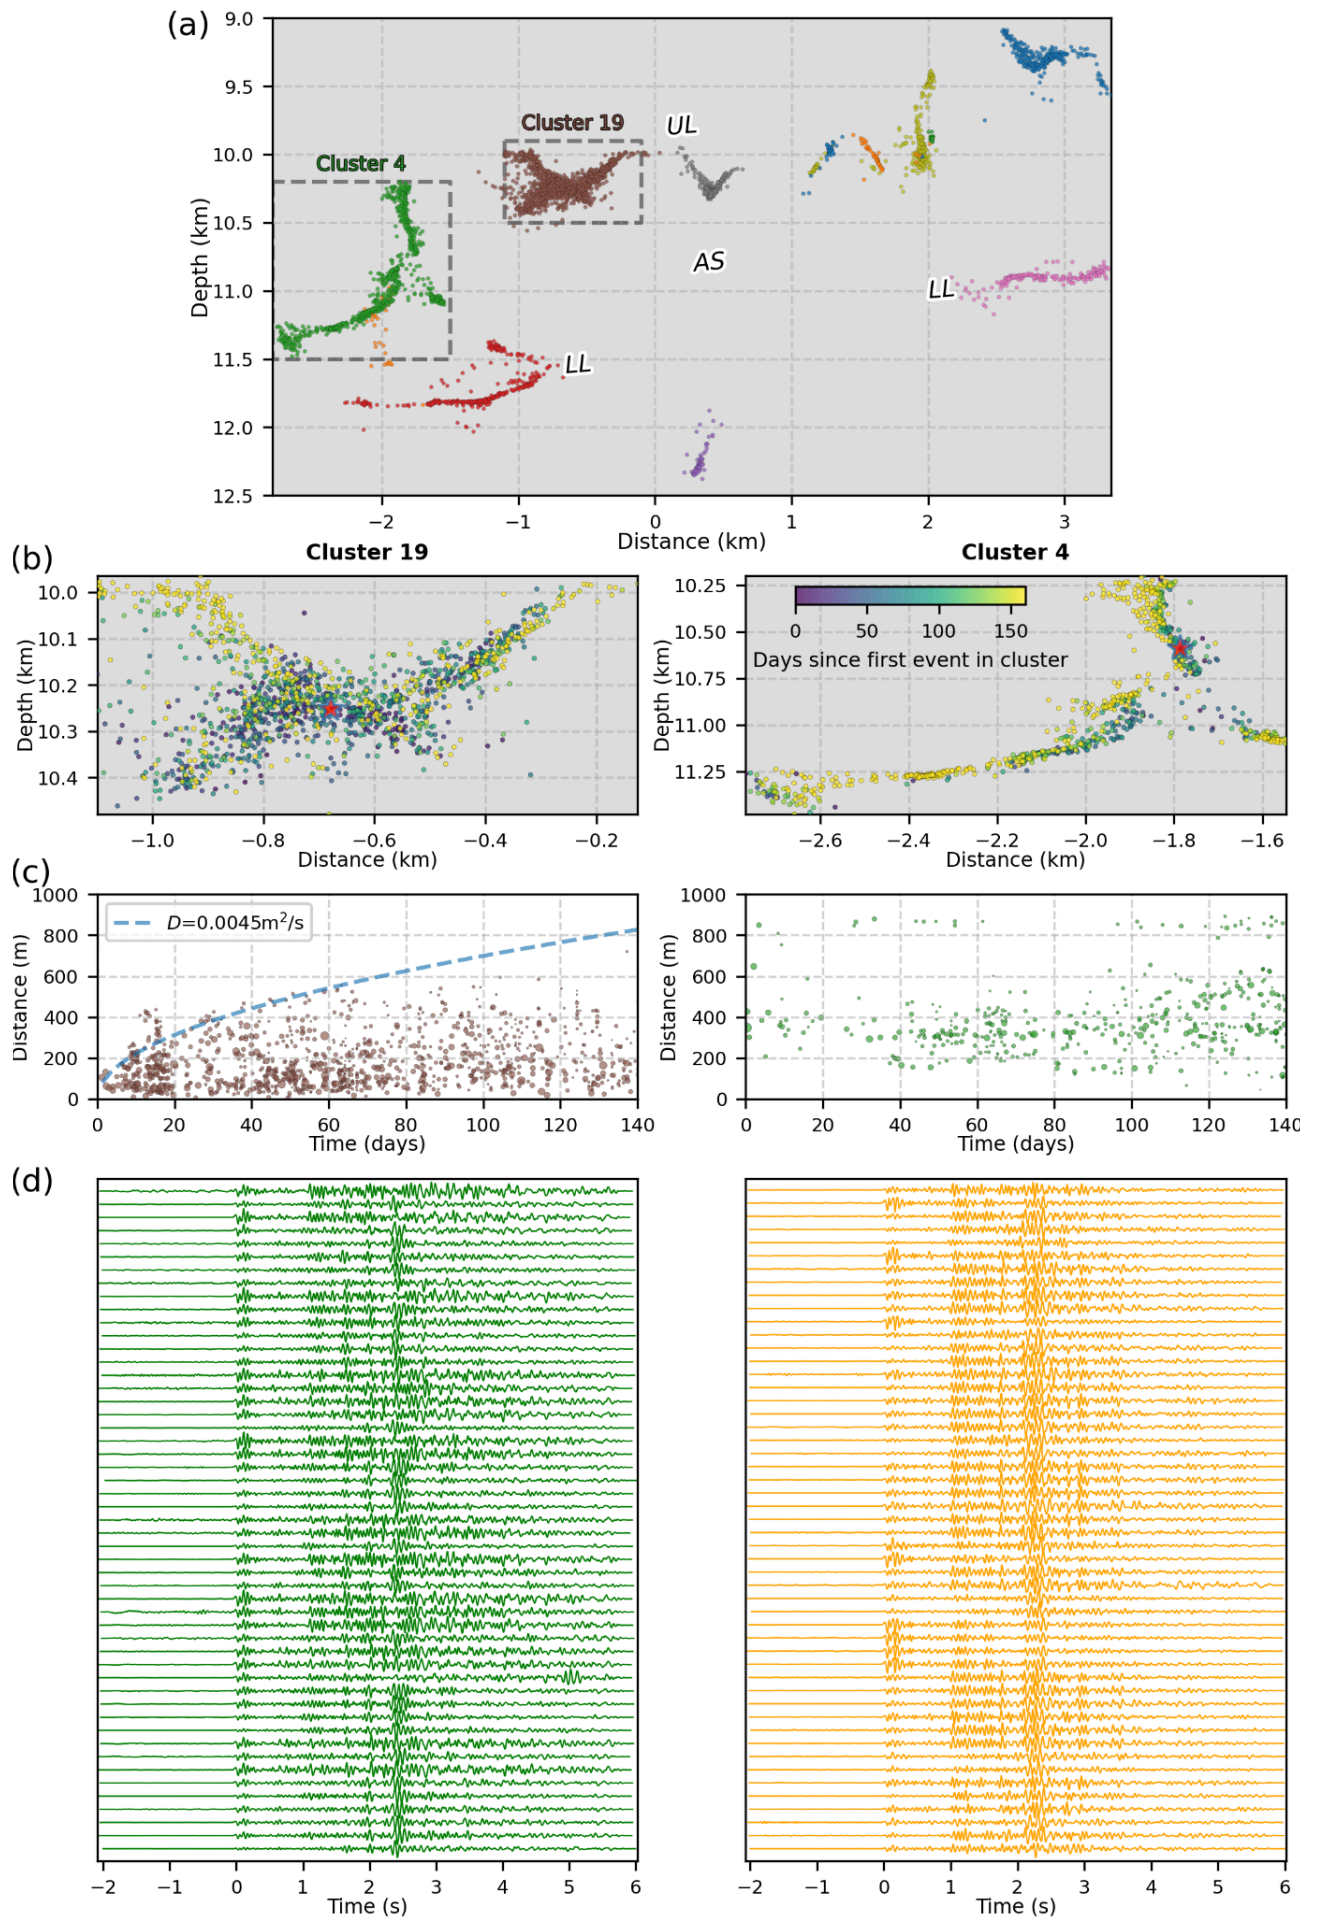 (a)
9.0
9.5
10.0
10.5
11.0
11.5
12.0
12.5
Depth (km)
Cluster 4
Cluster 19
UL
AS
LL
LL
−2 −1 0 1 2 3
Distance (km)
(b)
Cluster 19
10.0
10.1
10.2
10.3
10.4
Depth (km)
−1.0 −0.8 −0.6 −0.4 −0.2
Distance (km)
Cluster 4
10.25
10.50
10.75
11.00
11.25
Depth (km)
0 50 100 150
Days since first event in cluster
−2.6 −2.4 −2.2 −2.0 −1.8 −1.6
Distance (km)
(c)
1000
800
600
400
200
0
Distance (m)
D=0.0045m²/s
0 20 40 60 80 100 120 140
Time (days)
1000
800
600
400
200
0
Distance (m)
0 20 40 60 80 100 120 140
Time (days)
(d)
−2 −1 0 1 2 3 4 5 6
Time (s)
−2 −1 0 1 2 3 4 5 6
Time (s)